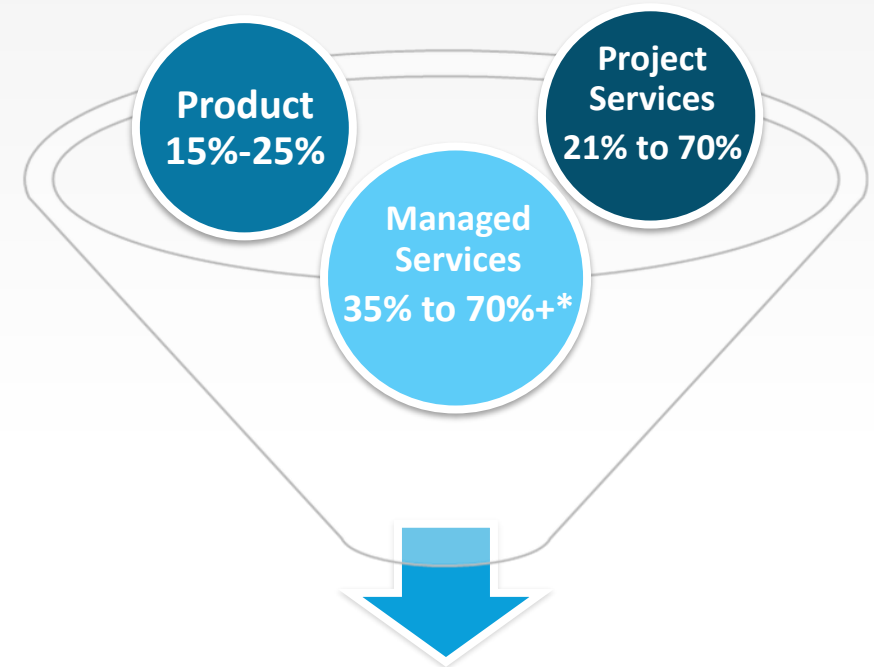 Product
15%-25%
Project
Services
21% to 70%
Managed
Services
35% to 70%+*